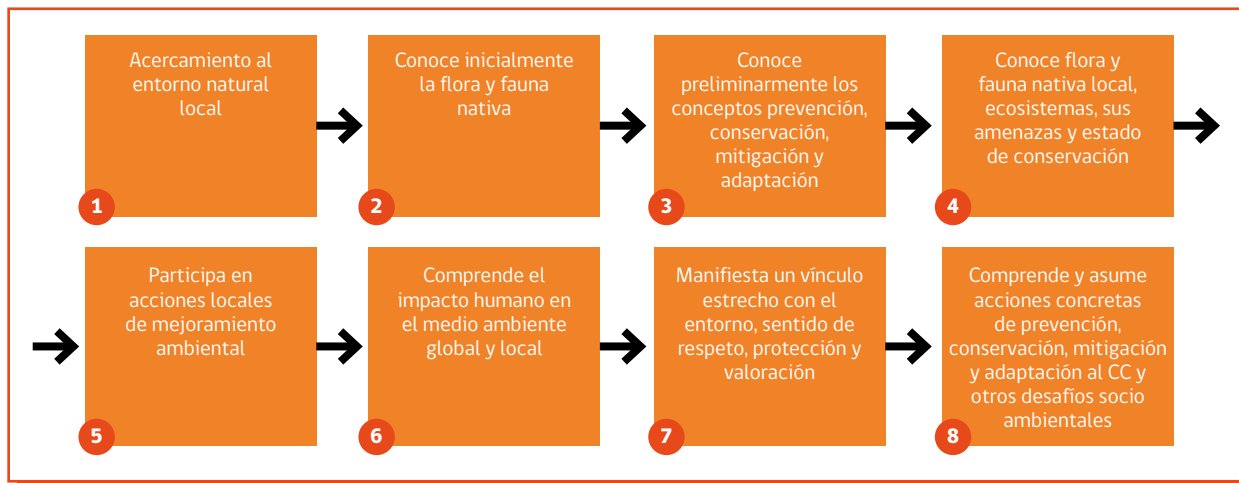 Acercamiento al
entorno natural
local
1
Conoce inicialmente
la flora y fauna
nativa
2
Conoce
preliminarmente los
conceptos prevención,
conservación,
mitigación y
adaptación
3
Conoce flora y
fauna nativa local,
ecosistemas, sus
amenazas y estado
de conservación
4
Participa en
acciones locales
de mejoramiento
ambiental
5
Comprende el
impacto humano en
el medio ambiente
global y local
6
Manifiesta un vínculo
estrecho con el
entorno, sentido de
respeto, protección y
valoración
7
Comprende y asume
acciones concretas
de prevención,
conservación, mitigación
y adaptación al CC y
otros desafíos socio
ambientales
8